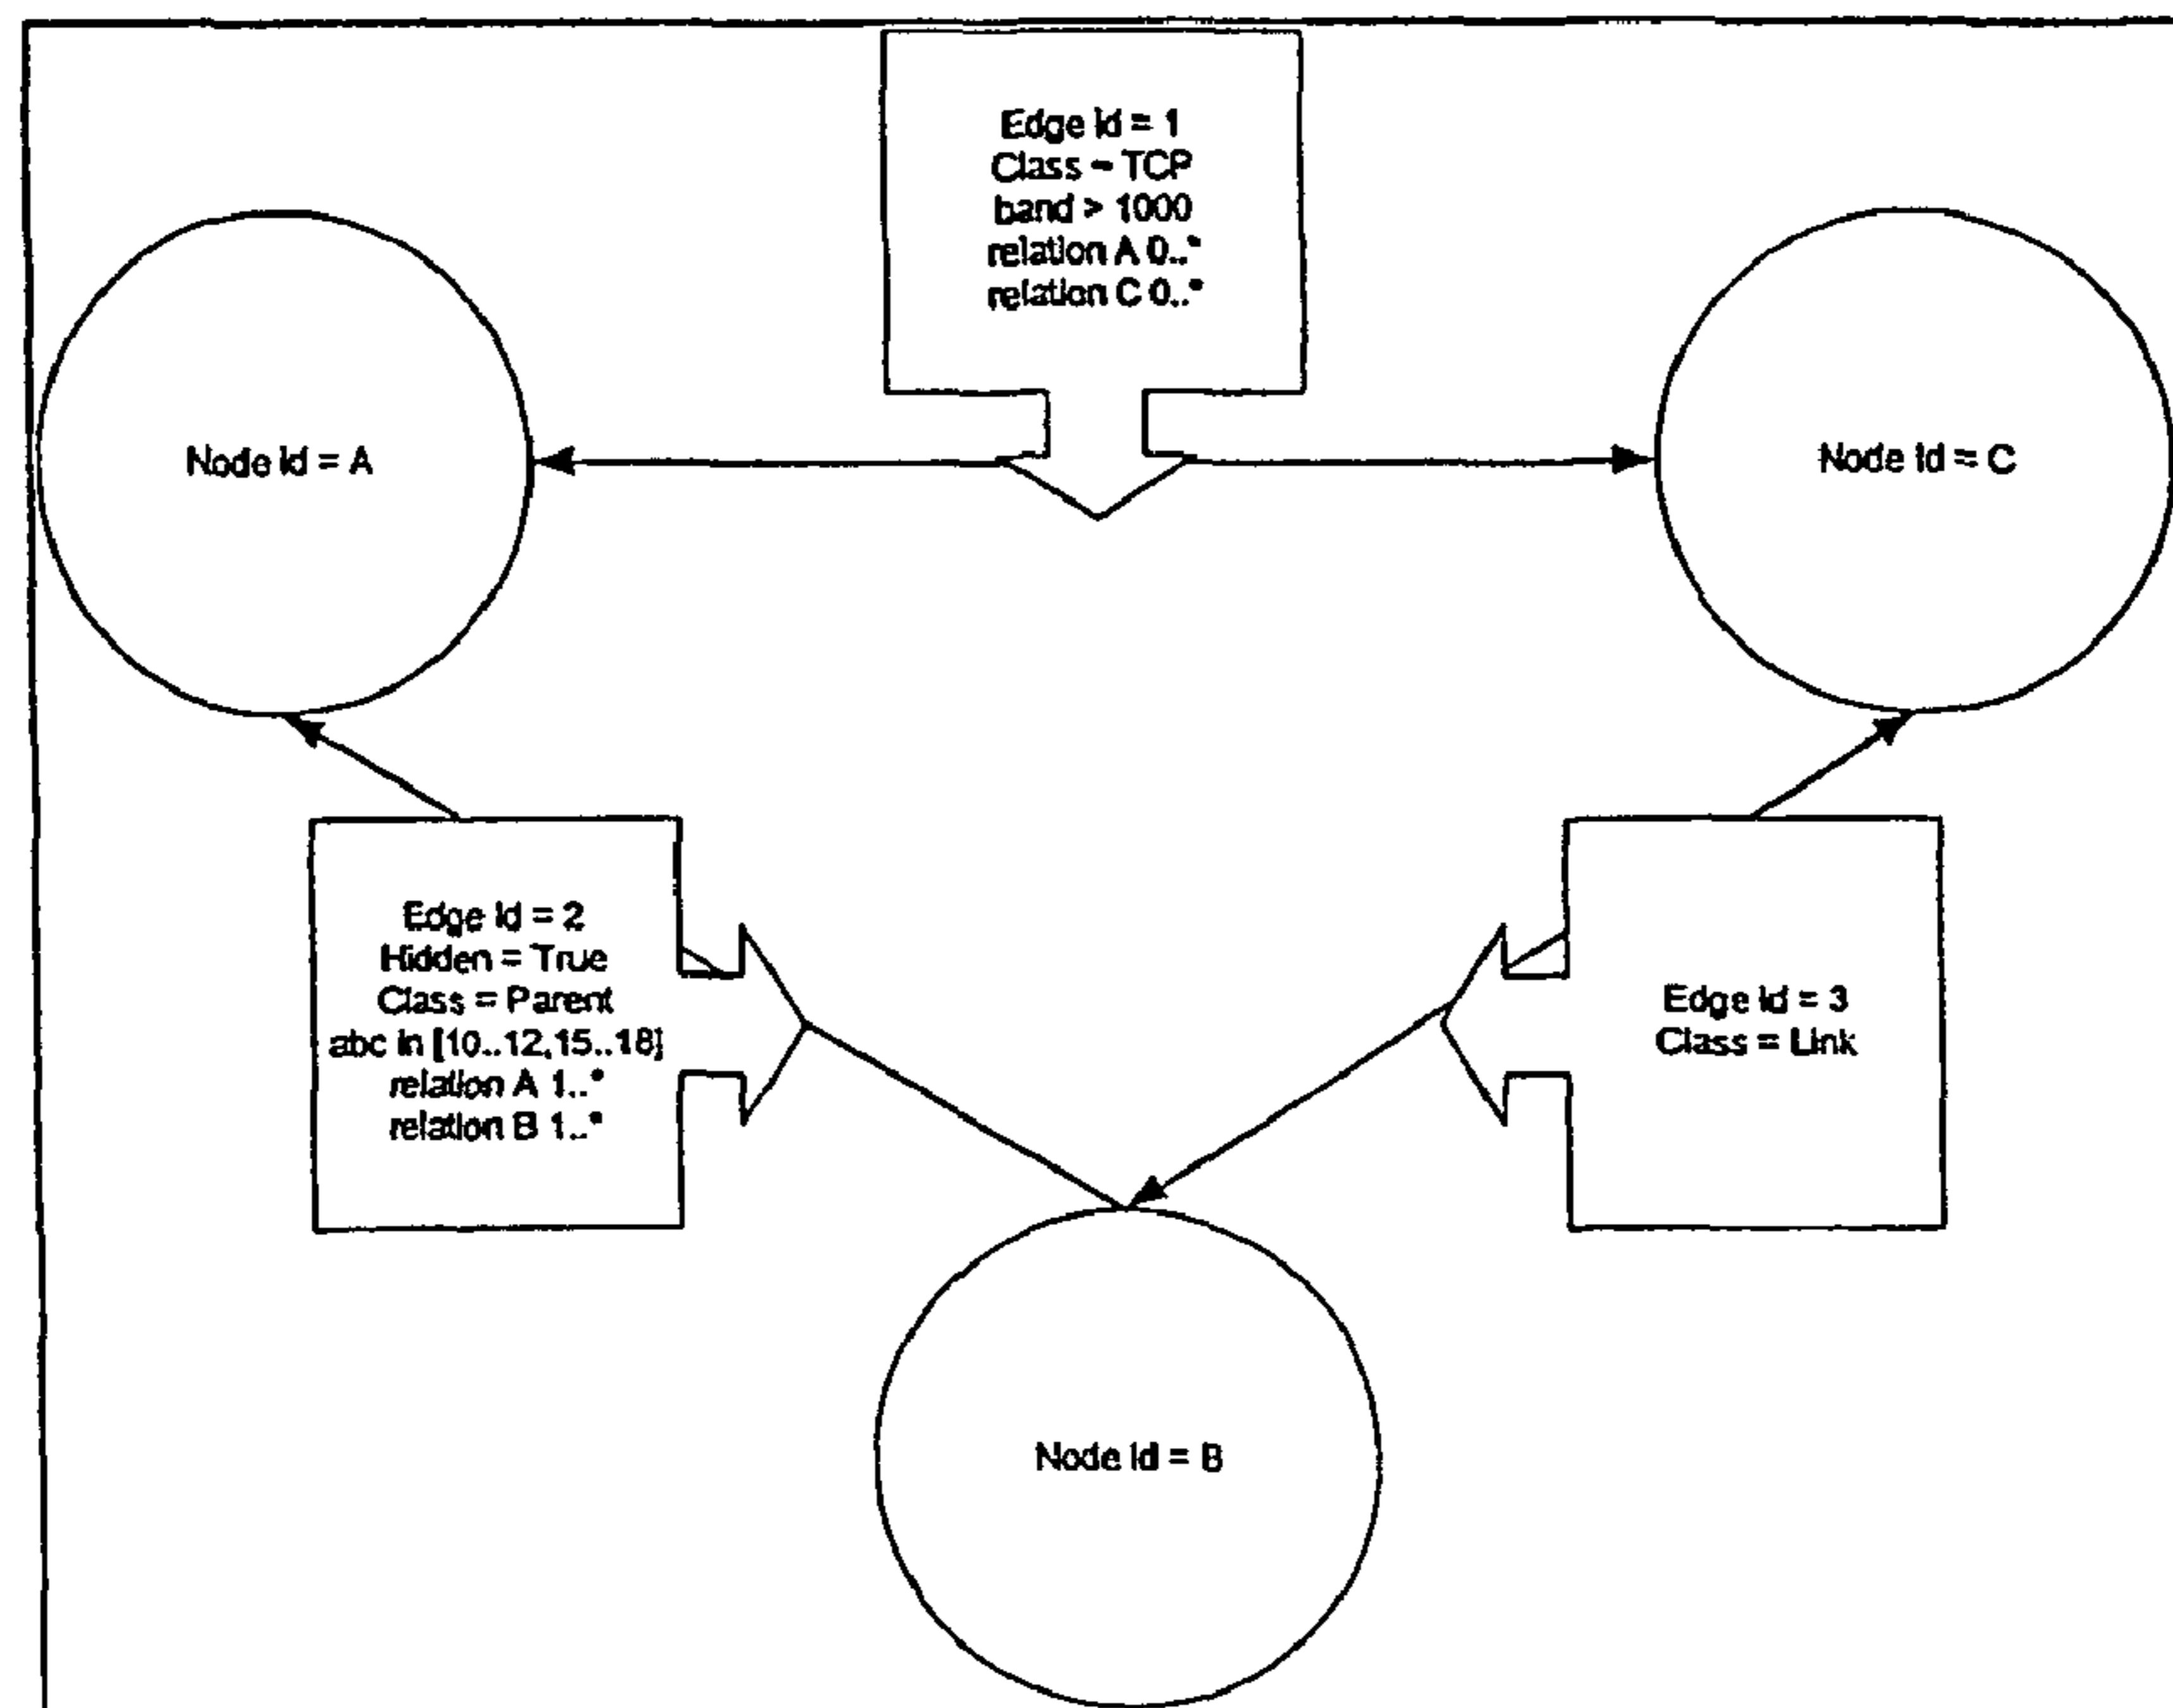 Edge Id = 1
Class = TCP
band > 1000
relation A 0..*
relation C 0..*
Node Id = A
Node Id = C
Edge Id = 2
Hidden = True
Class = Parent
abc in [10..12,15..18]
relation A 1..*
relation B 1..*
Edge Id = 3
Class = Link
Node Id = B